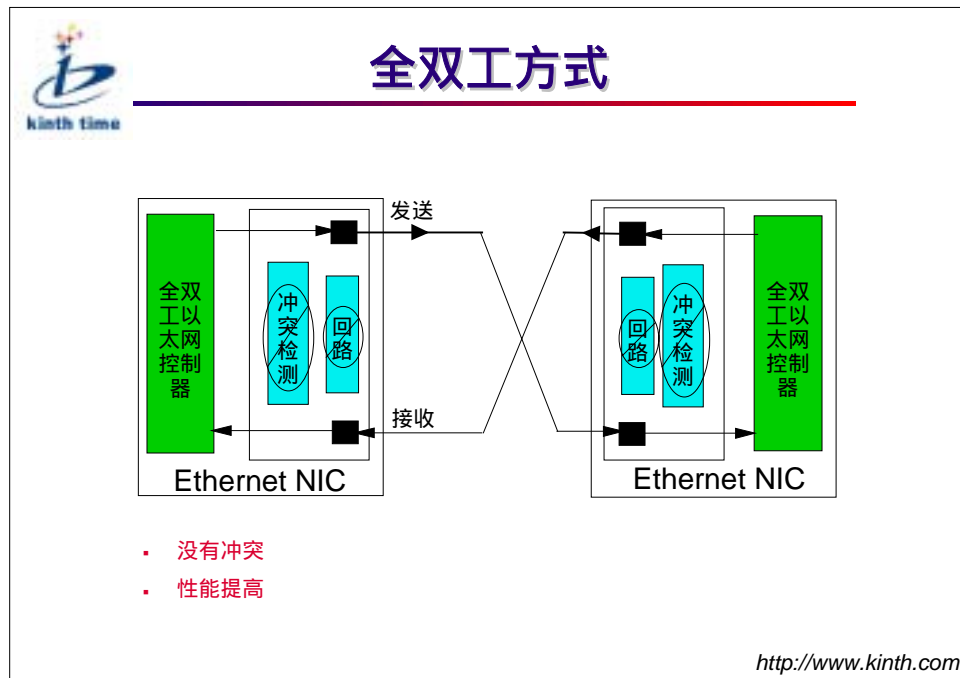 kinth time
全双工方式
发送
全双
工以
太网
控制
器
冲
突
检
测
回
路
接收
Ethernet NIC
回
路
冲
突
检
测
全双
工以
太网
控制
器
Ethernet NIC
▪ 没有冲突
▪ 性能提高
http://www.kinth.com